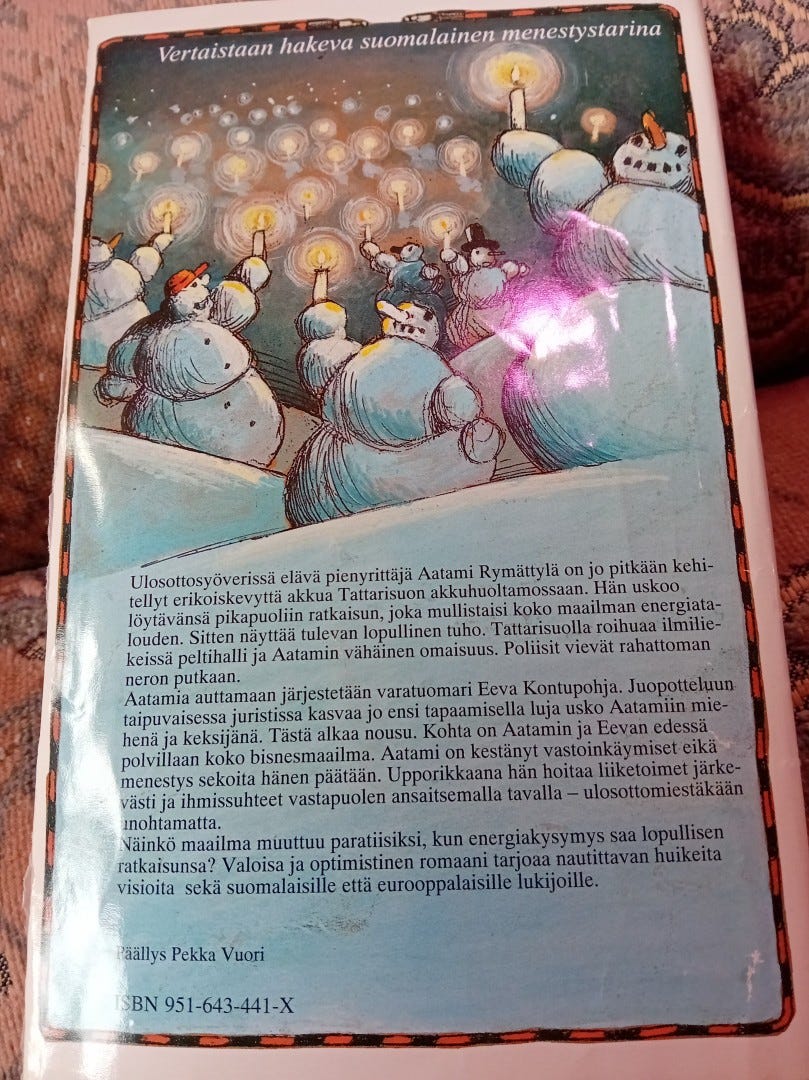 Vertaistaan hakeva suomalainen menestystarina
Ulosottosyöverissä elävä pienyrittäjä Aatami Rymättylä on jo pitkään kehi-
tellyt erikoiskevyttä akkua Tattarisuon akkuhuoltamossaan. Hän uskoo
löytävänsä pikapuoliin ratkaisun, joka mullistaisi koko maailman energiata-
louden. Sitten näyttää tulevan lopullinen tuho. Tattarisuolla roihuaa ilmilie-
keissä peltihalli ja Aatamin vähäinen omaisuus. Poliisit vievät rahattoman
neron putkaan.
Aatamia auttamaan järjestetään varatuomari Eeva Kontupohja. Juopotteluun
taipuvaisessa juristissa kasvaa jo ensi tapaamisella luja usko Aatamiin mie-
henä ja keksijänä. Tästä alkaa nousu. Kohta on Aatamin ja Eevan edessä
polvillaan koko bisnesmaailma. Aatami on kestänyt vastoinkäymiset eikä
menestys sekoita hänen päätään. Upporikkaana hän hoitaa liiketoimet järke-
västi ja ihmissuhteet vastapuolen ansaitsemalla tavalla – ulosottomiestäkään
unohtamatta.
Näinkö maailma muuttuu paratiisiksi, kun energiakysymys saa lopullisen
ratkaisunsa? Valoisa ja optimistinen romaani tarjoaa nautittavan huikeita
visioita sekä suomalaisille että eurooppalaisille lukijoille.
Päällys Pekka Vuori
ISBN 951-643-441-X